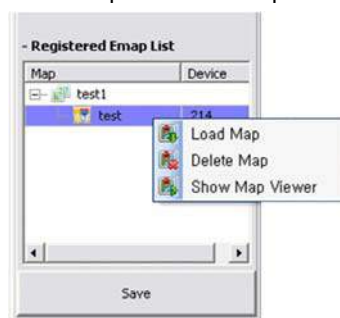 - Registered Emap List
Map Device
test1
test 214
Load Map
Delete Map
Show Map Viewer
Save